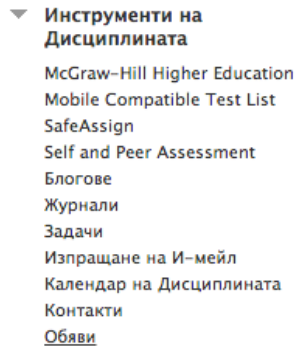 Инструменти на
Дисциплината
McGraw-Hill Higher Education
Mobile Compatible Test List
SafeAssign
Self and Peer Assessment
Блогове
Журнали
Задачи
Изпращане на И-мейл
Календар на Дисциплината
Контакти
Обяви